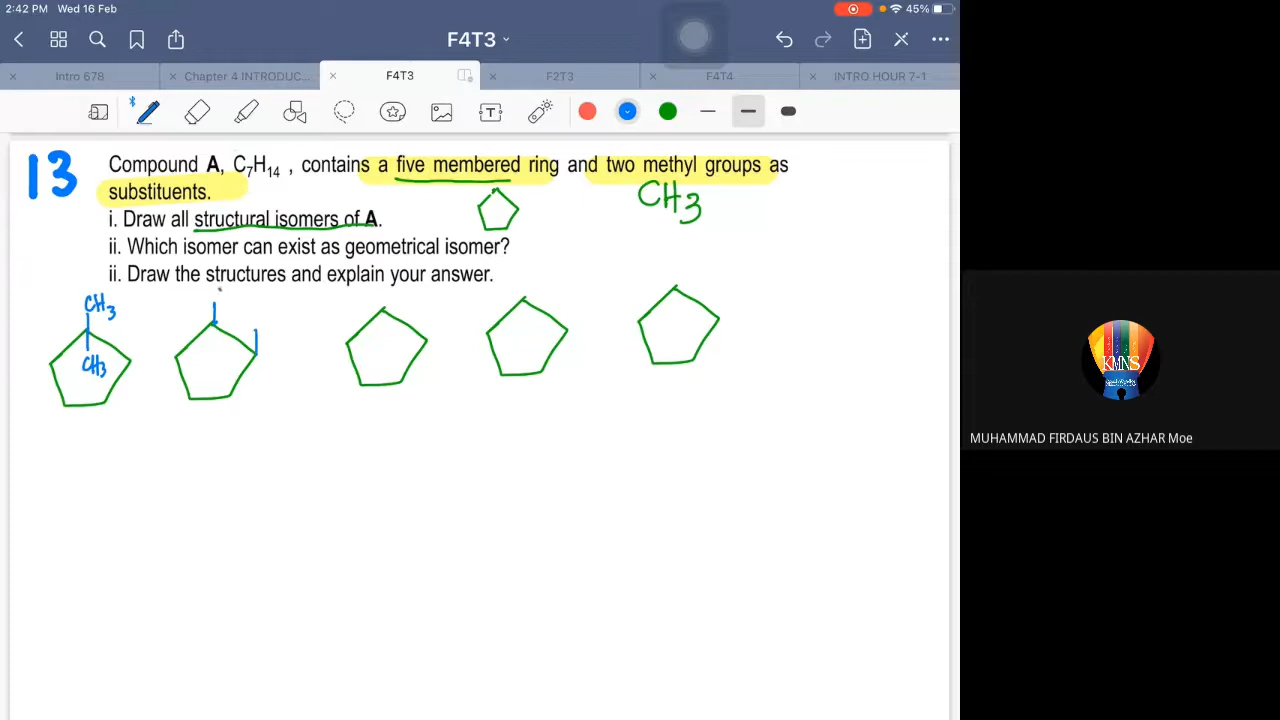 2:42 PM Wed 16 Feb
45%
F4T3
Intro 678
Chapter 4 INTRODUC...
F4T3
F2T3
F4T4
INTRO HOUR 7-1
T
13
Compound A, C₇H₁₄ , contains a five membered ring and two methyl groups as
substituents.
CH₃
i. Draw all structural isomers of A.
ii. Which isomer can exist as geometrical isomer?
ii. Draw the structures and explain your answer.
CH₃
CH₃
KMNS
MUHAMMAD FIRDAUS BIN AZHAR Moe